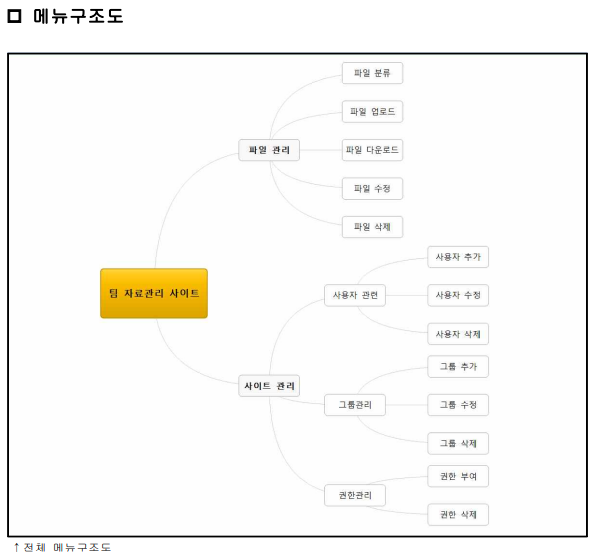 메뉴구조도
파일 분류
파일 업로드
파일 관리
파일 다운로드
파일 수정
파일 삭제
팀 자료관리 사이트
사용자 추가
사용자 관련
사용자 수정
사용자 삭제
사이트 관리
그룹 추가
그룹관리
그룹 수정
그룹 삭제
권한 부여
권한관리
권한 삭제
↑전체 메뉴구조도